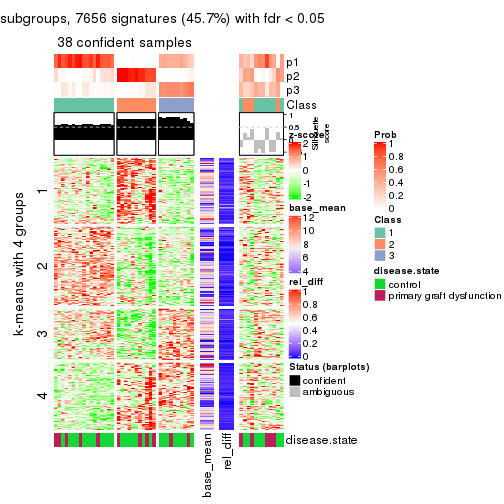 subgroups, 7656 signatures (45.7%) with fdr < 0.05
38 confident samples
p1
p2
p3
Class
1
0.5
0
Silhouette
score
z-score
2
1
0
-1
-2
base_mean
12
10
8
6
4
rel_diff
1
0.8
0.6
0.4
0.2
0
Status (barplots)
confident
ambiguous
Prob
1
0.8
0.6
0.4
0.2
0
Class
1
2
3
disease.state
control
primary graft dysfunction
k-means with 4 groups
1
2
3
4
disease.state
base_mean
rel_diff